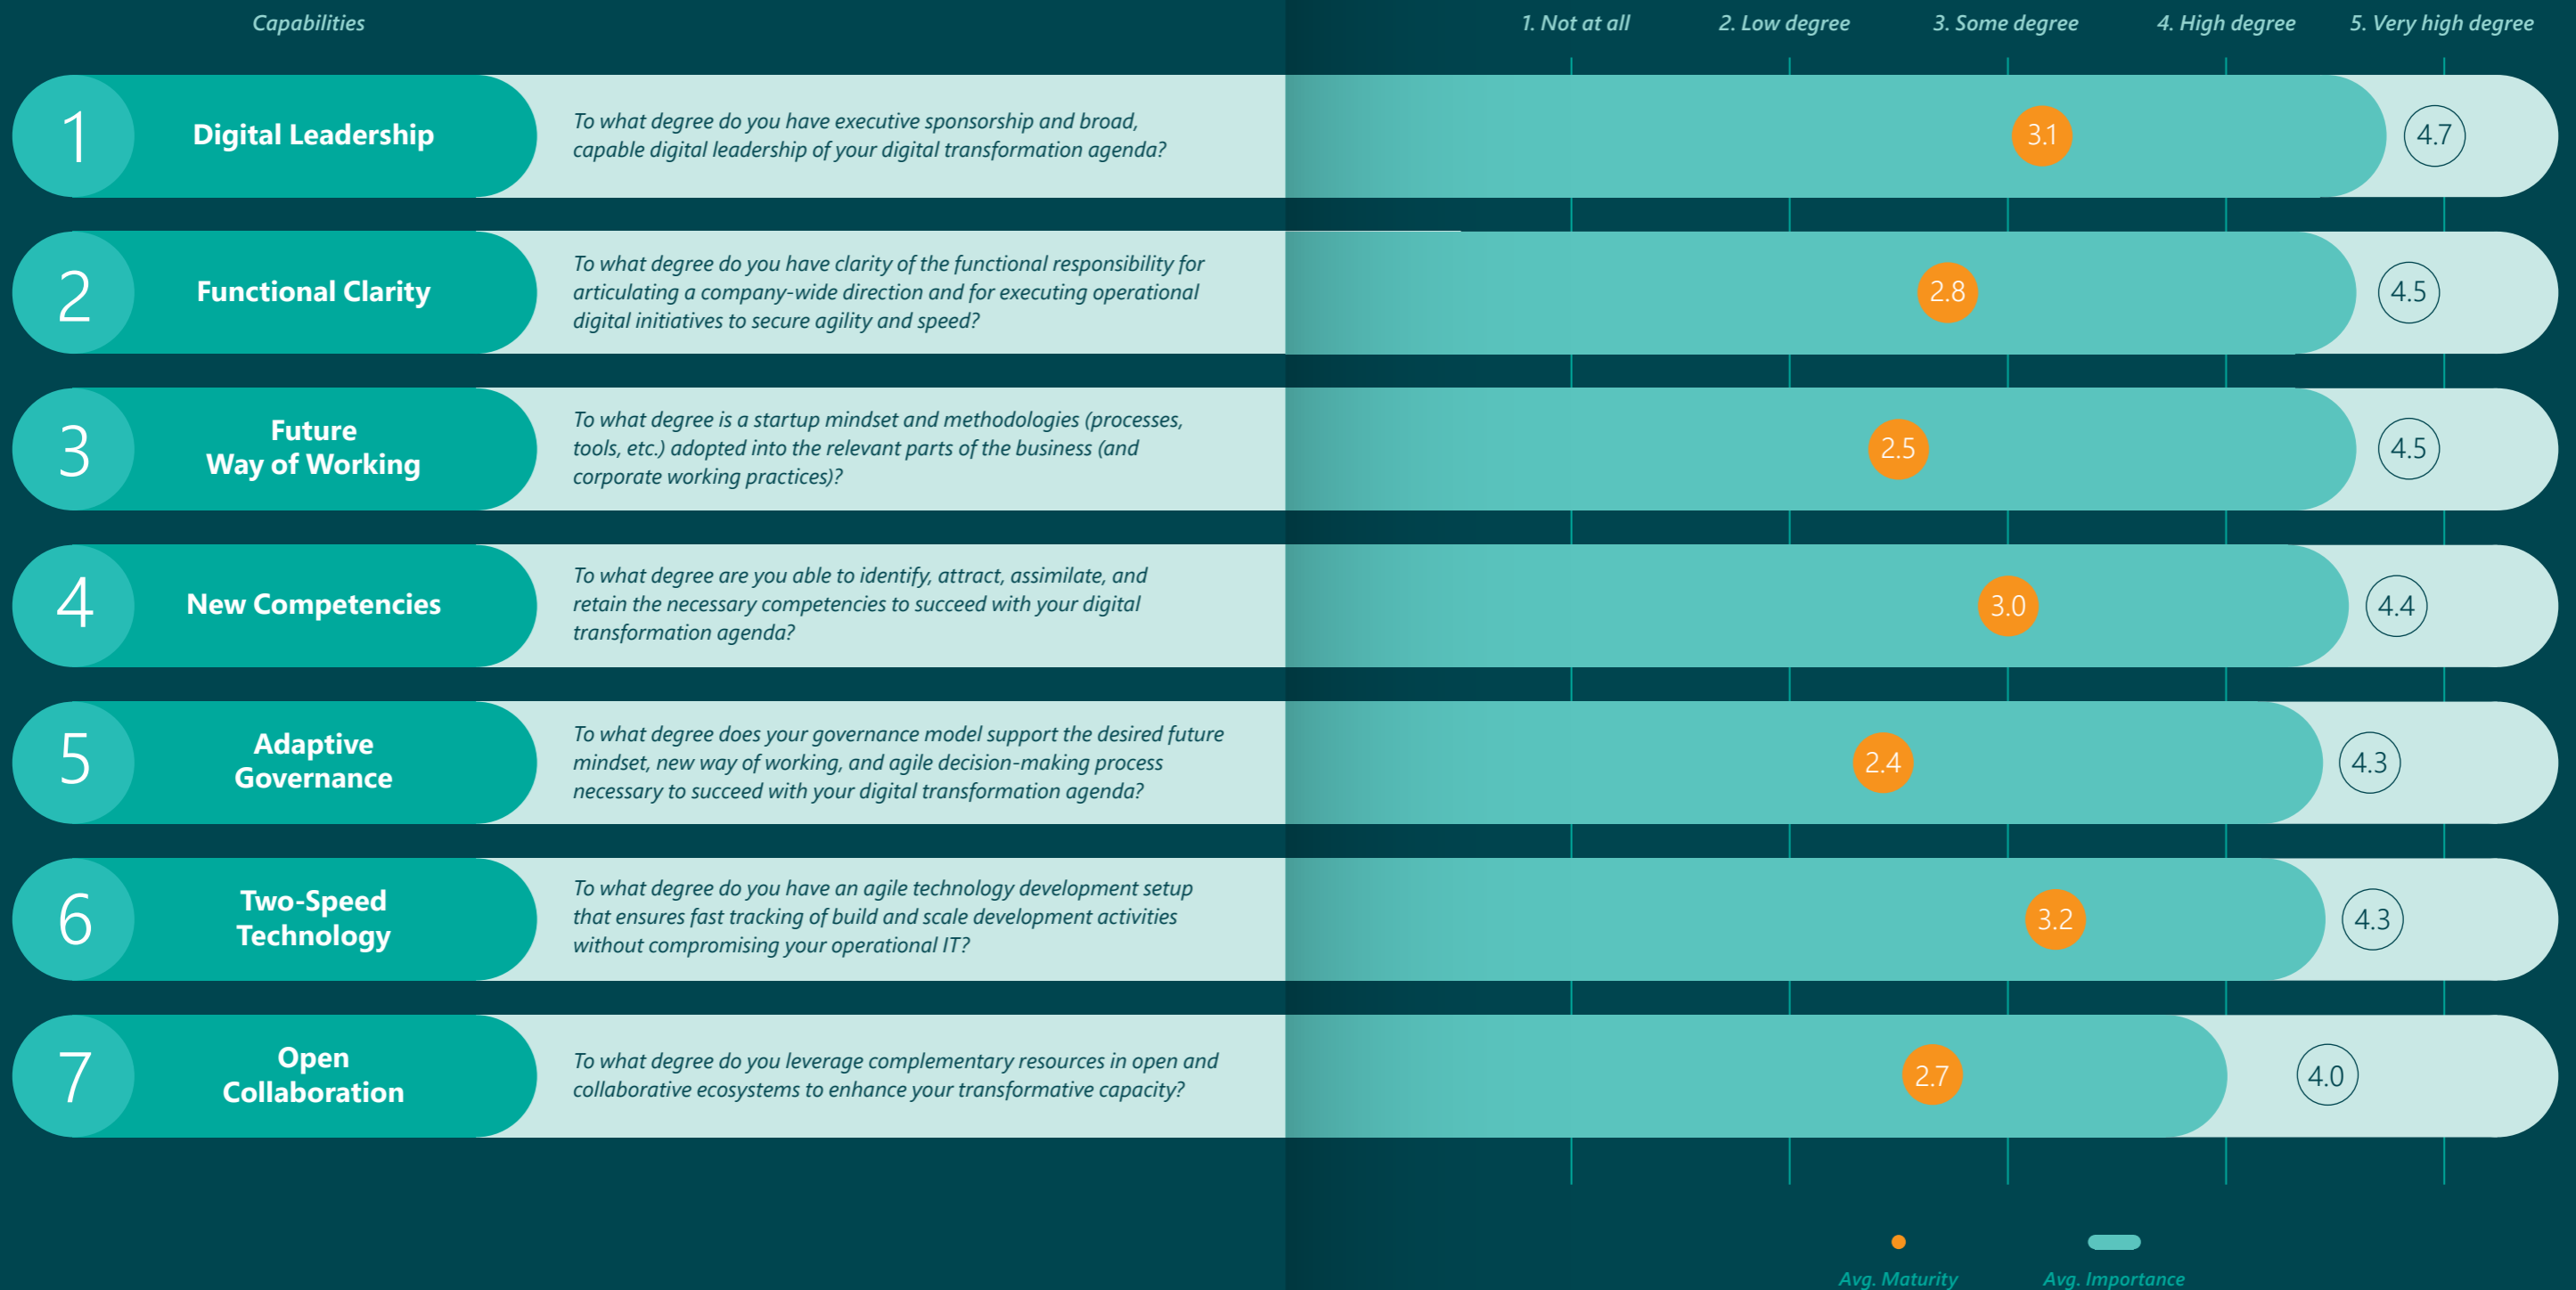 Capabilities
1. Not at all
2. Low degree
3. Some degree
4. High degree
5. Very high degree
1
Digital Leadership
To what degree do you have executive sponsorship and broad,
capable digital leadership of your digital transformation agenda?
3.1
4.7
2
Functional Clarity
To what degree do you have clarity of the functional responsibility for
articulating a company-wide direction and for executing operational
digital initiatives to secure agility and speed?
2.8
4.5
3
Future
Way of Working
To what degree is a startup mindset and methodologies (processes,
tools, etc.) adopted into the relevant parts of the business (and
corporate working practices)?
2.5
4.5
4
New Competencies
To what degree are you able to identify, attract, assimilate, and
retain the necessary competencies to succeed with your digital
transformation agenda?
3.0
4.4
5
Adaptive
Governance
To what degree does your governance model support the desired future
mindset, new way of working, and agile decision-making process
necessary to succeed with your digital transformation agenda?
2.4
4.3
6
Two-Speed
Technology
To what degree do you have an agile technology development setup
that ensures fast tracking of build and scale development activities
without compromising your operational IT?
3.2
4.3
7
Open
Collaboration
To what degree do you leverage complementary resources in open and
collaborative ecosystems to enhance your transformative capacity?
2.7
4.0
Avg. Maturity
Avg. Importance